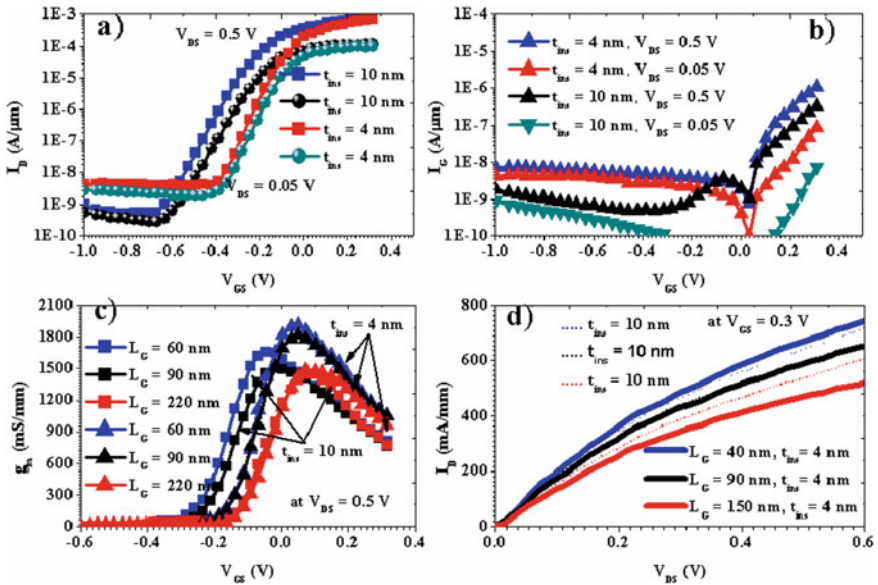 a)
V_DS = 0.5 V
t_ins = 10 nm
t_ins = 10 nm
t_ins = 4 nm
t_ins = 4 nm
V_DS = 0.05 V
1E-3
1E-4
1E-5
1E-6
1E-7
1E-8
1E-9
1E-10
I_D (A/μm)
-1.0 -0.8 -0.6 -0.4 -0.2 0.0 0.2 0.4
V_GS (V)
b)
t_ins = 4 nm, V_DS = 0.5 V
t_ins = 4 nm, V_DS = 0.05 V
t_ins = 10 nm, V_DS = 0.5 V
t_ins = 10 nm, V_DS = 0.05 V
1E-3
1E-4
1E-5
1E-6
1E-7
1E-8
1E-9
1E-10
I_G (A/μm)
-1.0 -0.8 -0.6 -0.4 -0.2 0.0 0.2 0.4
V_GS (V)
c)
t_ins = 4 nm
L_G = 60 nm
L_G = 90 nm
L_G = 220 nm
L_G = 60 nm
L_G = 90 nm
L_G = 220 nm
t_ins = 10 nm
at V_DS = 0.5 V
2100
1800
1500
1200
900
600
300
0
g_m (mS/mm)
-0.6 -0.4 -0.2 0.0 0.2 0.4
V_GS (V)
d)
t_ins = 10 nm
t_ins = 10 nm
t_ins = 10 nm
at V_GS = 0.3 V
L_G = 40 nm, t_ins = 4 nm
L_G = 90 nm, t_ins = 4 nm
L_G = 150 nm, t_ins = 4 nm
800
600
400
200
0
I_D (mA/mm)
0.0 0.2 0.4 0.6
V_DS (V)